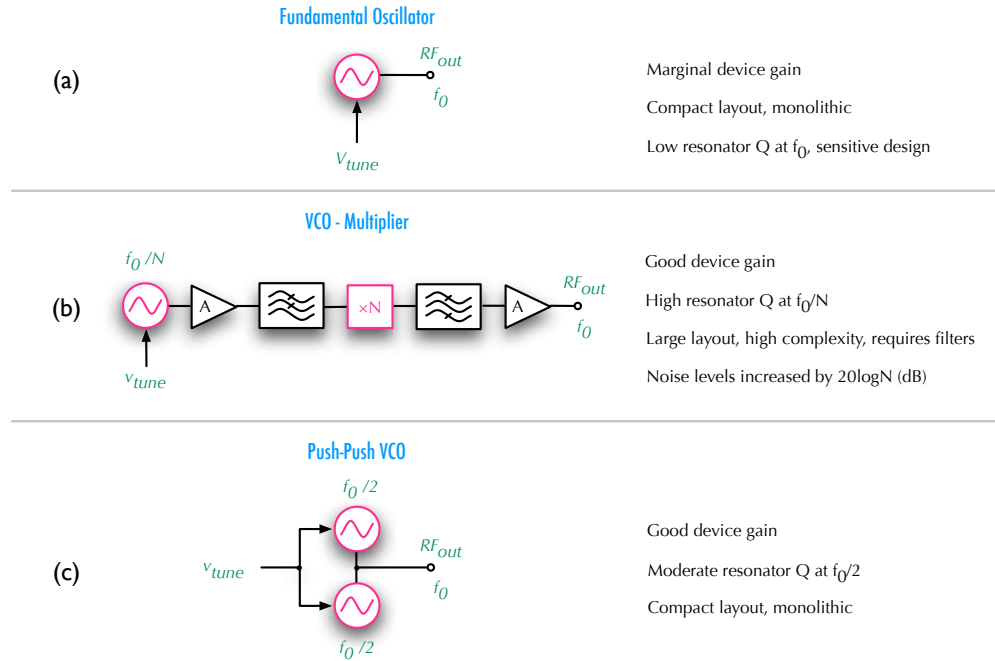 Fundamental Oscillator
(a)
RFout
f0
Vtune
Marginal device gain
Compact layout, monolithic
Low resonator Q at f0, sensitive design
VCO - Multiplier
(b)
f0/N
A
×N
A
RFout
f0
vtune
Good device gain
High resonator Q at f0/N
Large layout, high complexity, requires filters
Noise levels increased by 20logN (dB)
Push-Push VCO
(c)
f0/2
vtune
RFout
f0
f0/2
Good device gain
Moderate resonator Q at f0/2
Compact layout, monolithic